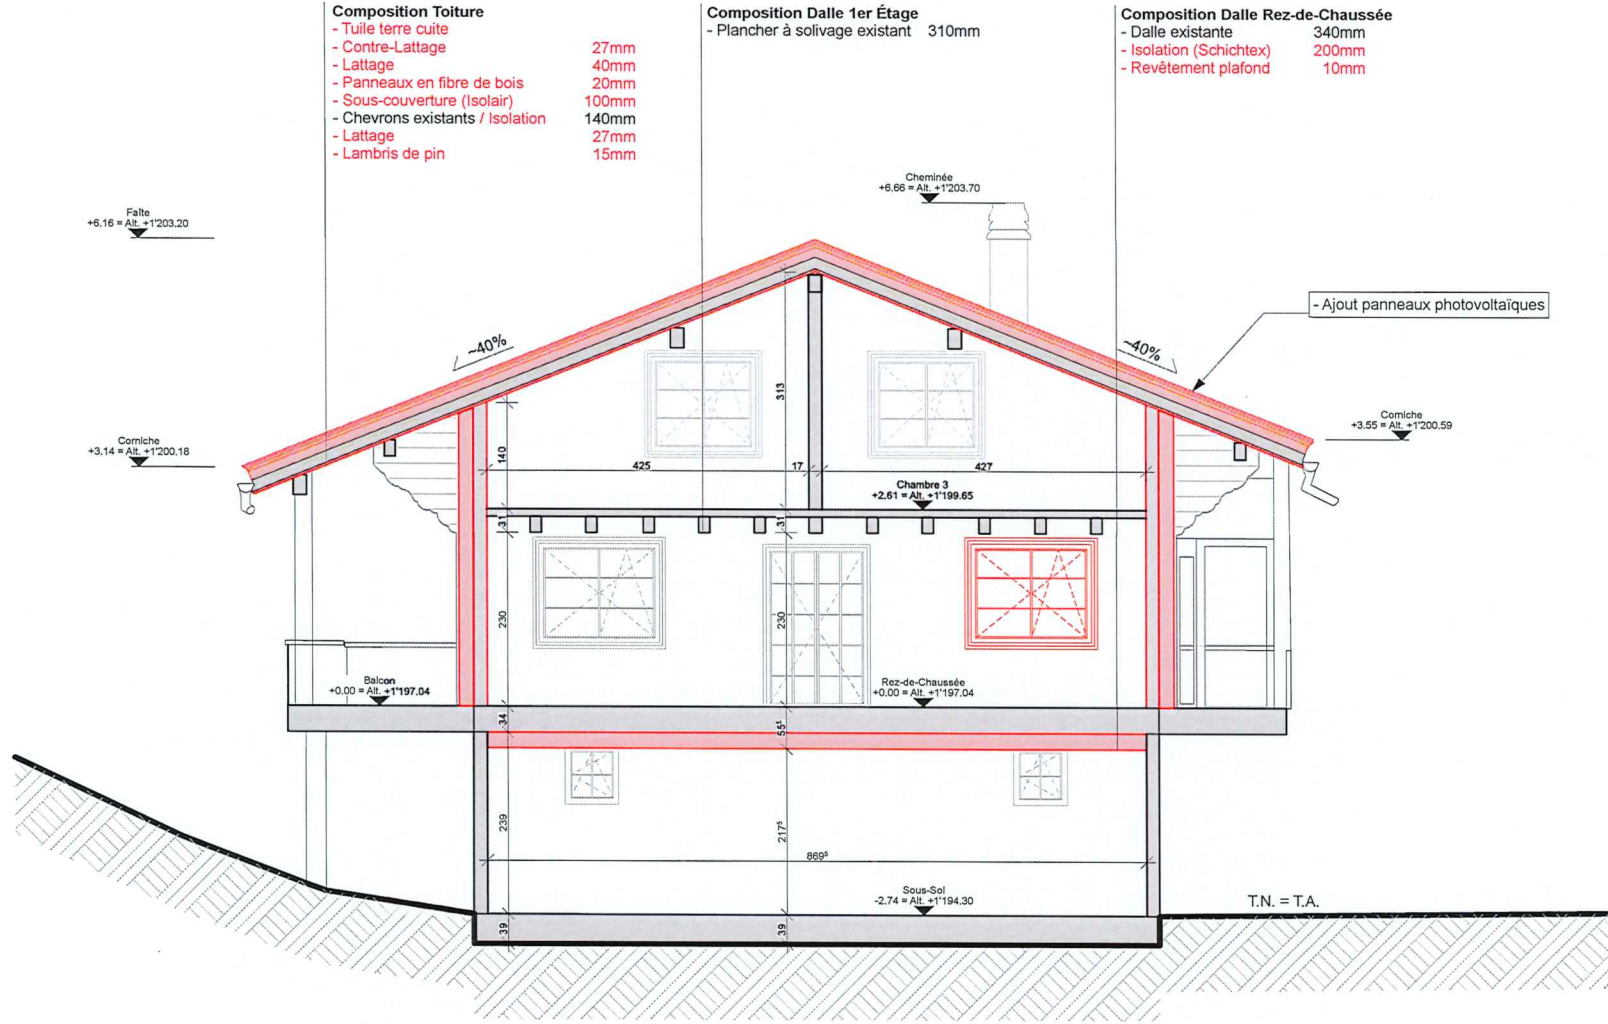 Composition Toiture
- Tuile terre cuite
- Contre-Lattage 27mm
- Lattage 40mm
- Panneaux en fibre de bois 20mm
- Sous-couverture (Isolair) 100mm
- Chevrons existants / Isolation 140mm
- Lattage 27mm
- Lambris de pin 15mm
Composition Dalle 1er Étage
- Plancher à solivage existant 310mm
Composition Dalle Rez-de-Chaussée
- Dalle existante 340mm
- Isolation (Schichtex) 200mm
- Revêtement plafond 10mm
Cheminée
+6.66 = Alt. +1'203.70
Faîte
+6.16 = Alt. +1'203.20
- Ajout panneaux photovoltaïques
~40%
~40%
313
Corniche
+3.14 = Alt. +1'200.18
Corniche
+3.55 = Alt. +1'200.59
140
425
17
427
Chambre 3
+2.61 = Alt. +1'199.65
31
31
230
230
Balcon
+0.00 = Alt. +1'197.04
Rez-de-Chaussée
+0.00 = Alt. +1'197.04
34
55⁵
239
217⁵
869⁵
Sous-Sol
-2.74 = Alt. +1'194.30
T.N. = T.A.
39
39